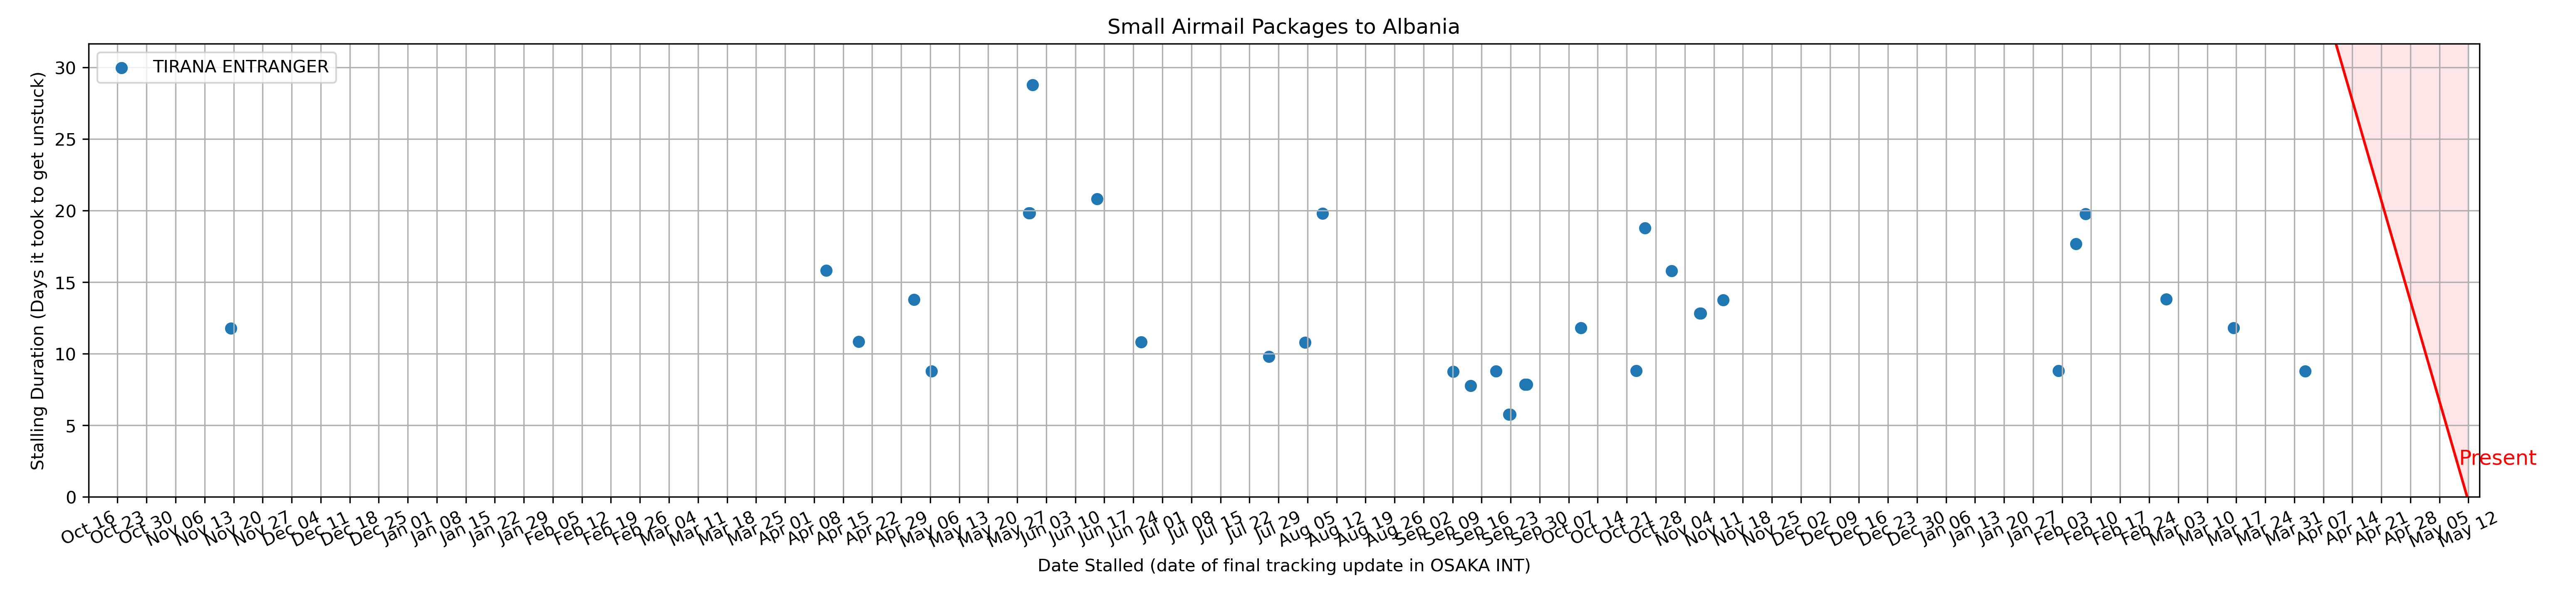 Small Airmail Packages to Albania
TIRANA ENTRANGER
Stalling Duration (Days it took to get unstuck)
30
25
20
15
10
5
0
Present
Oct 16
Oct 23
Oct 30
Nov 06
Nov 13
Nov 20
Nov 27
Dec 04
Dec 11
Dec 18
Dec 25
Jan 01
Jan 08
Jan 15
Jan 22
Jan 29
Feb 05
Feb 12
Feb 19
Feb 26
Mar 04
Mar 11
Mar 18
Mar 25
Apr 01
Apr 08
Apr 15
Apr 22
Apr 29
May 06
May 13
May 20
May 27
Jun 03
Jun 10
Jun 17
Jun 24
Jul 01
Jul 08
Jul 15
Jul 22
Jul 29
Aug 05
Aug 12
Aug 19
Aug 26
Sep 02
Sep 09
Sep 16
Sep 23
Sep 30
Oct 07
Oct 14
Oct 21
Oct 28
Nov 04
Nov 11
Nov 18
Nov 25
Dec 02
Dec 09
Dec 16
Dec 23
Dec 30
Jan 06
Jan 13
Jan 20
Jan 27
Feb 03
Feb 10
Feb 17
Feb 24
Mar 03
Mar 10
Mar 17
Mar 24
Mar 31
Apr 07
Apr 14
Apr 21
Apr 28
May 05
May 12
Date Stalled (date of final tracking update in OSAKA INT)